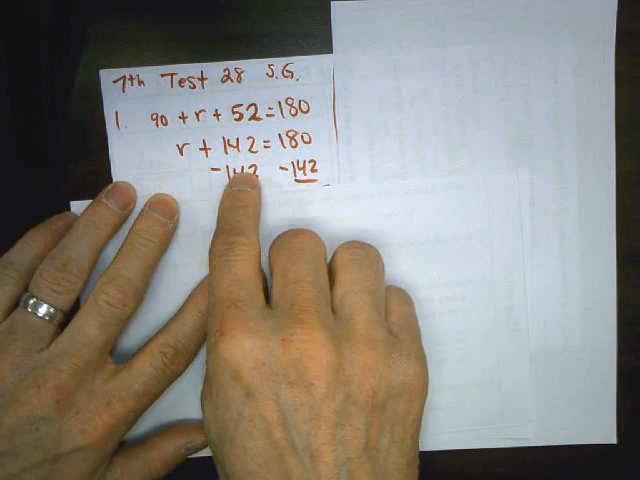 7th Test 28 S.G.
1. 90 + r + 52 = 180
r + 142 = 180
- 142 - 142